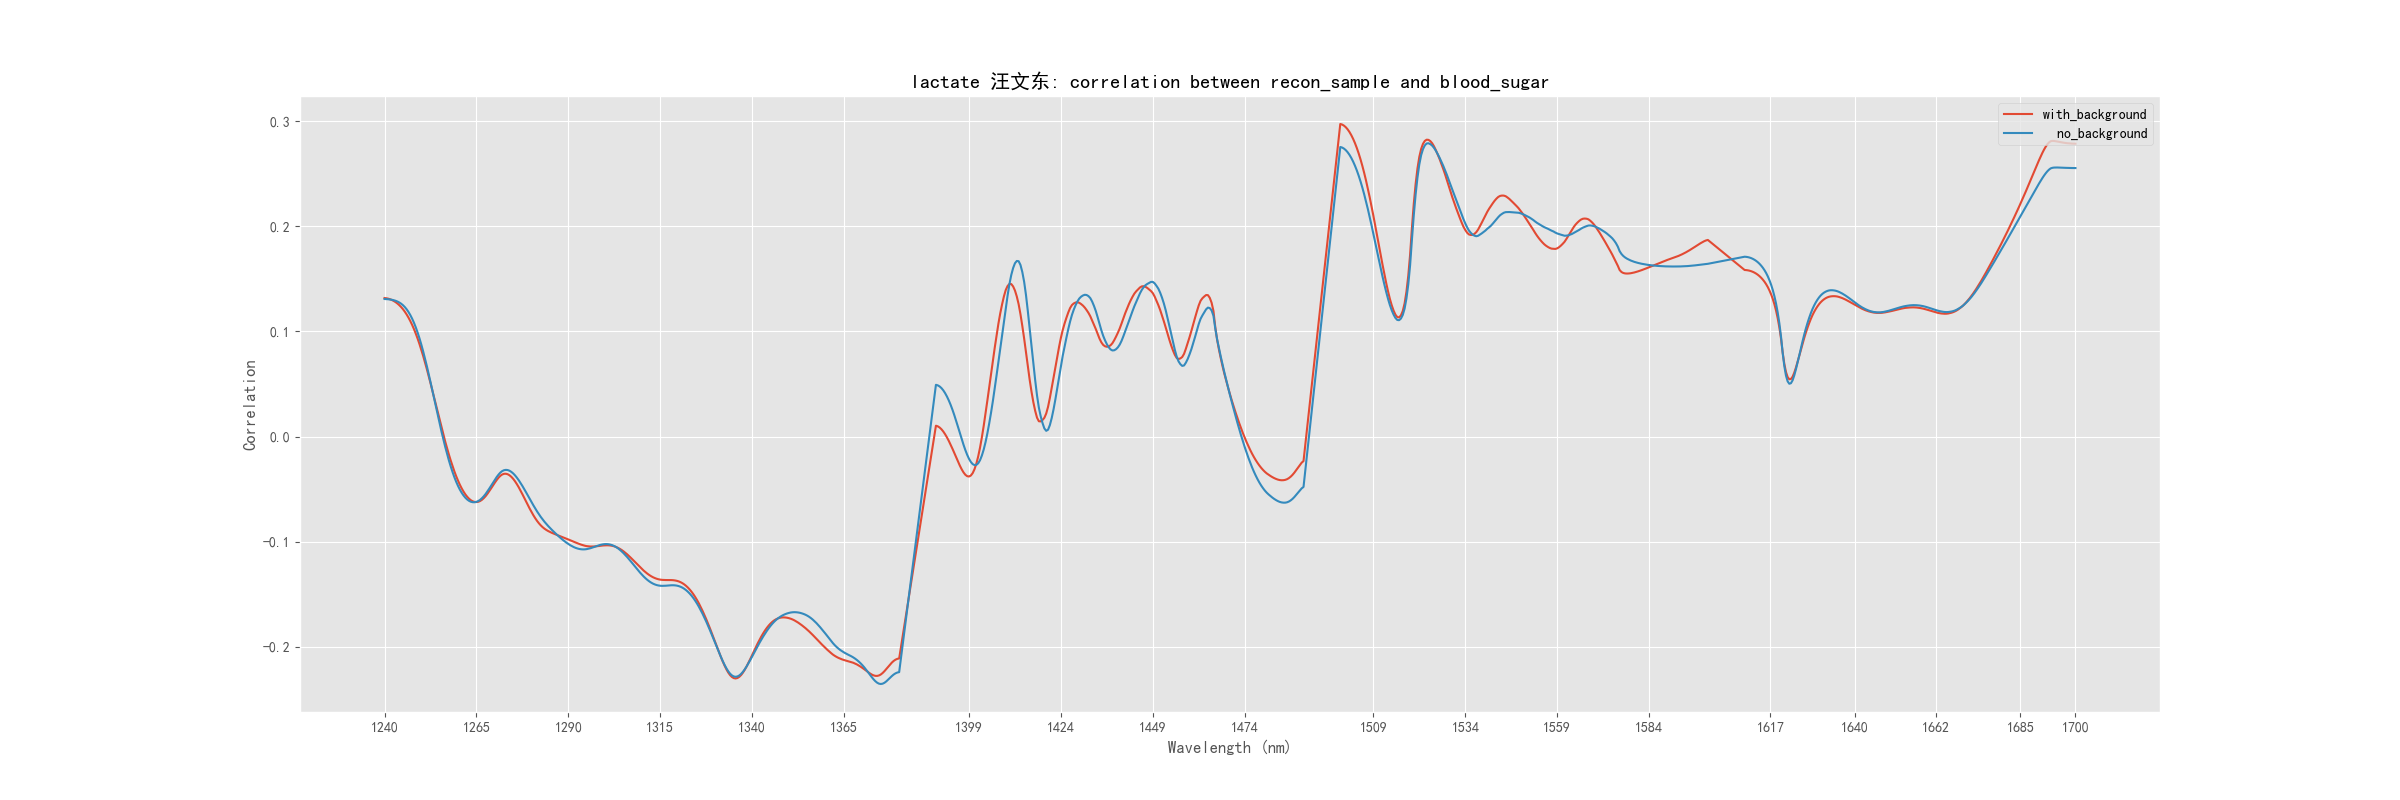 lactate 汪文东: correlation between recon_sample and blood_sugar
with_background
no_background
0.3
0.2
0.1
0.0
-0.1
-0.2
Correlation
1240 1265 1290 1315 1340 1365 1399 1424 1449 1474 1509 1534 1559 1584 1617 1640 1662 1685 1700
Wavelength (nm)